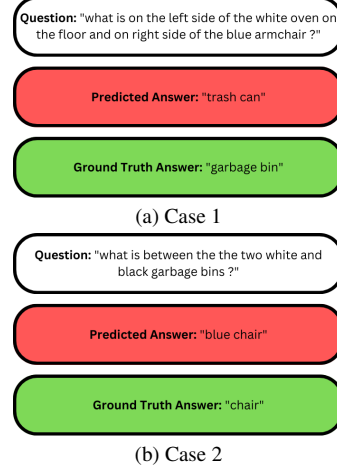 Question: "what is on the left side of the white oven on
the floor and on right side of the blue armchair ?"
Predicted Answer: "trash can"
Ground Truth Answer: "garbage bin"
(a) Case 1
Question: "what is between the the two white and
black garbage bins ?"
Predicted Answer: "blue chair"
Ground Truth Answer: "chair"
(b) Case 2